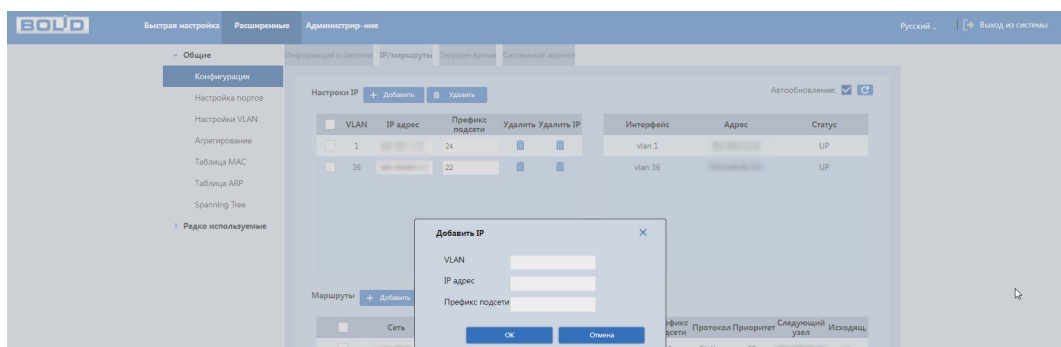 BOLID Быстрая настройка Расширенные Администрир-ние Русский Выход из системы
Общие Информация о системе IP/маршруты Текущее время Системный журнал
Конфигурация
Настройка портов
Настройки VLAN
Агрегирование
Таблица MAC
Таблица ARP
Spanning Tree
Редко используемые
Настроки IP + Добавить Удалить Автообновление:
VLAN IP адрес Префикс подсети Удалить Удалить IP Интерфейс Адрес Статус
1 24 vlan 1 UP
36 22 vlan 36 UP
Добавить IP
VLAN
IP адрес
Префикс подсети
OK Отмена
Маршруты + Добавить
Сеть Протокол Приоритет Следующий узел Исходящ.